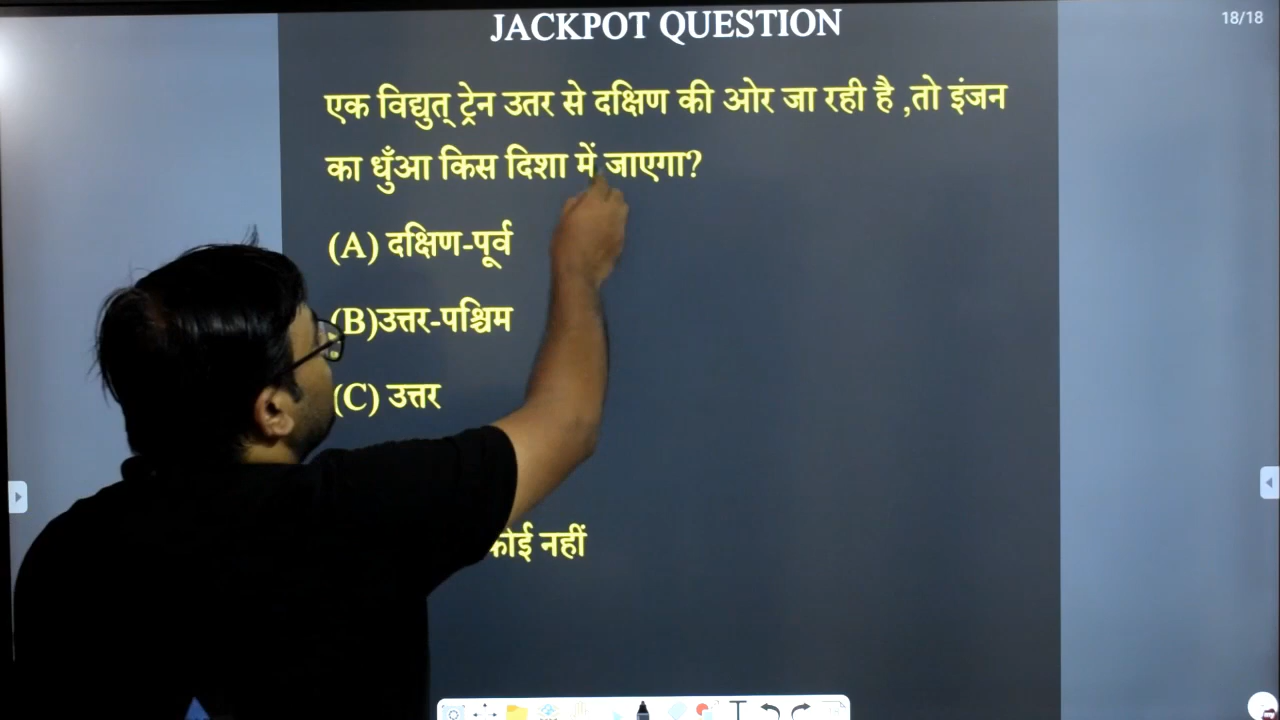 JACKPOT QUESTION
18/18
एक विद्युत् ट्रेन उतर से दक्षिण की ओर जा रही है ,तो इंजन
का धुँआ किस दिशा में जाएगा?
(A) दक्षिण-पूर्व
(B)उत्तर-पश्चिम
(C) उत्तर
कोई नहीं